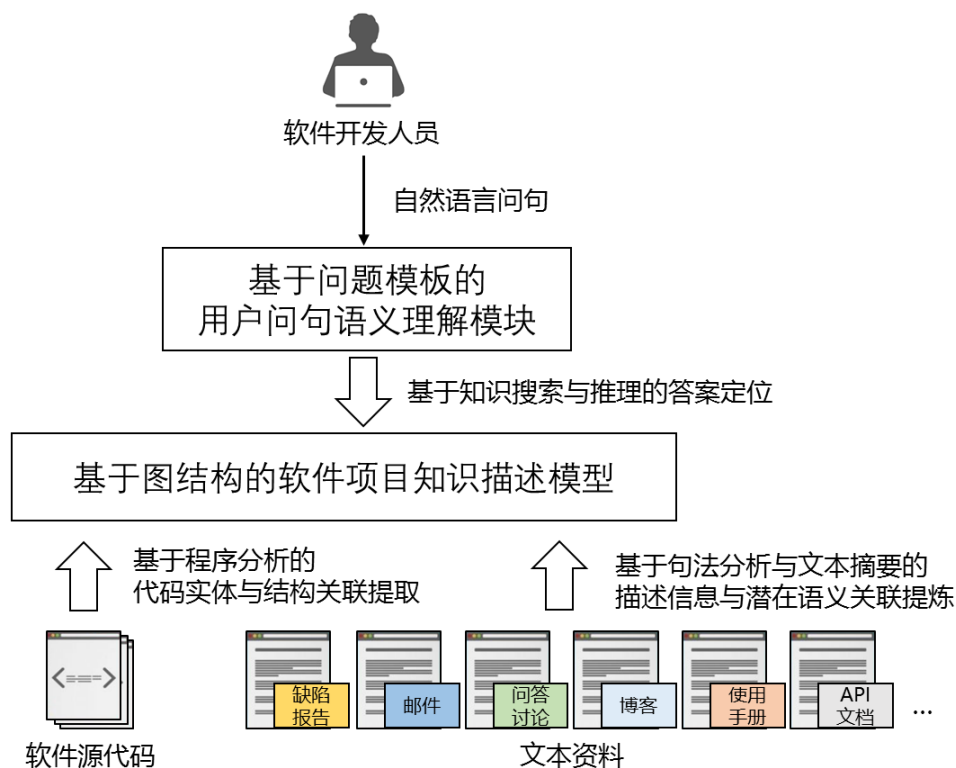 软件开发人员
自然语言问句
基于问题模板的
用户问句语义理解模块
基于知识搜索与推理的答案定位
基于图结构的软件项目知识描述模型
基于程序分析的
代码实体与结构关联提取
基于句法分析与文本摘要的
描述信息与潜在语义关联提炼
<===>
缺陷
报告
邮件
问答
讨论
博客
使用
手册
API
文档
...
软件源代码
文本资料